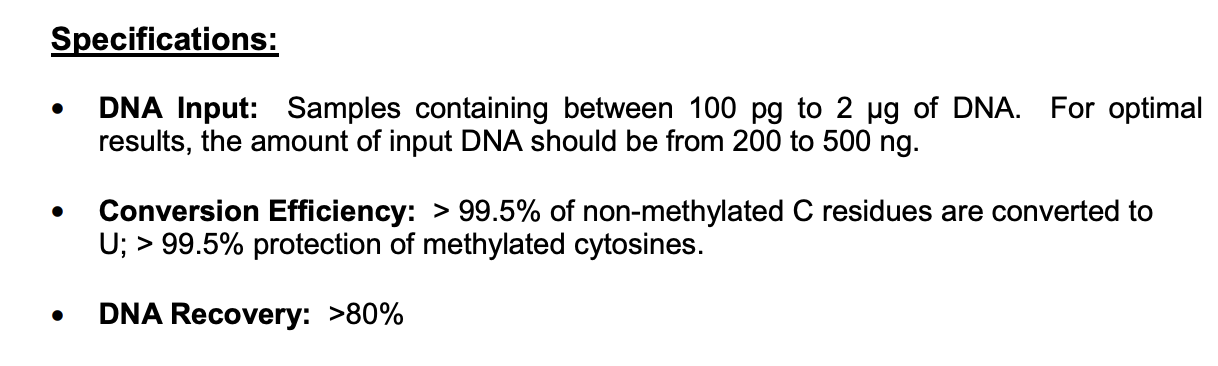 Specifications:
• DNA Input: Samples containing between 100 pg to 2 µg of DNA. For optimal
results, the amount of input DNA should be from 200 to 500 ng.
• Conversion Efficiency: > 99.5% of non-methylated C residues are converted to
U; > 99.5% protection of methylated cytosines.
• DNA Recovery: >80%